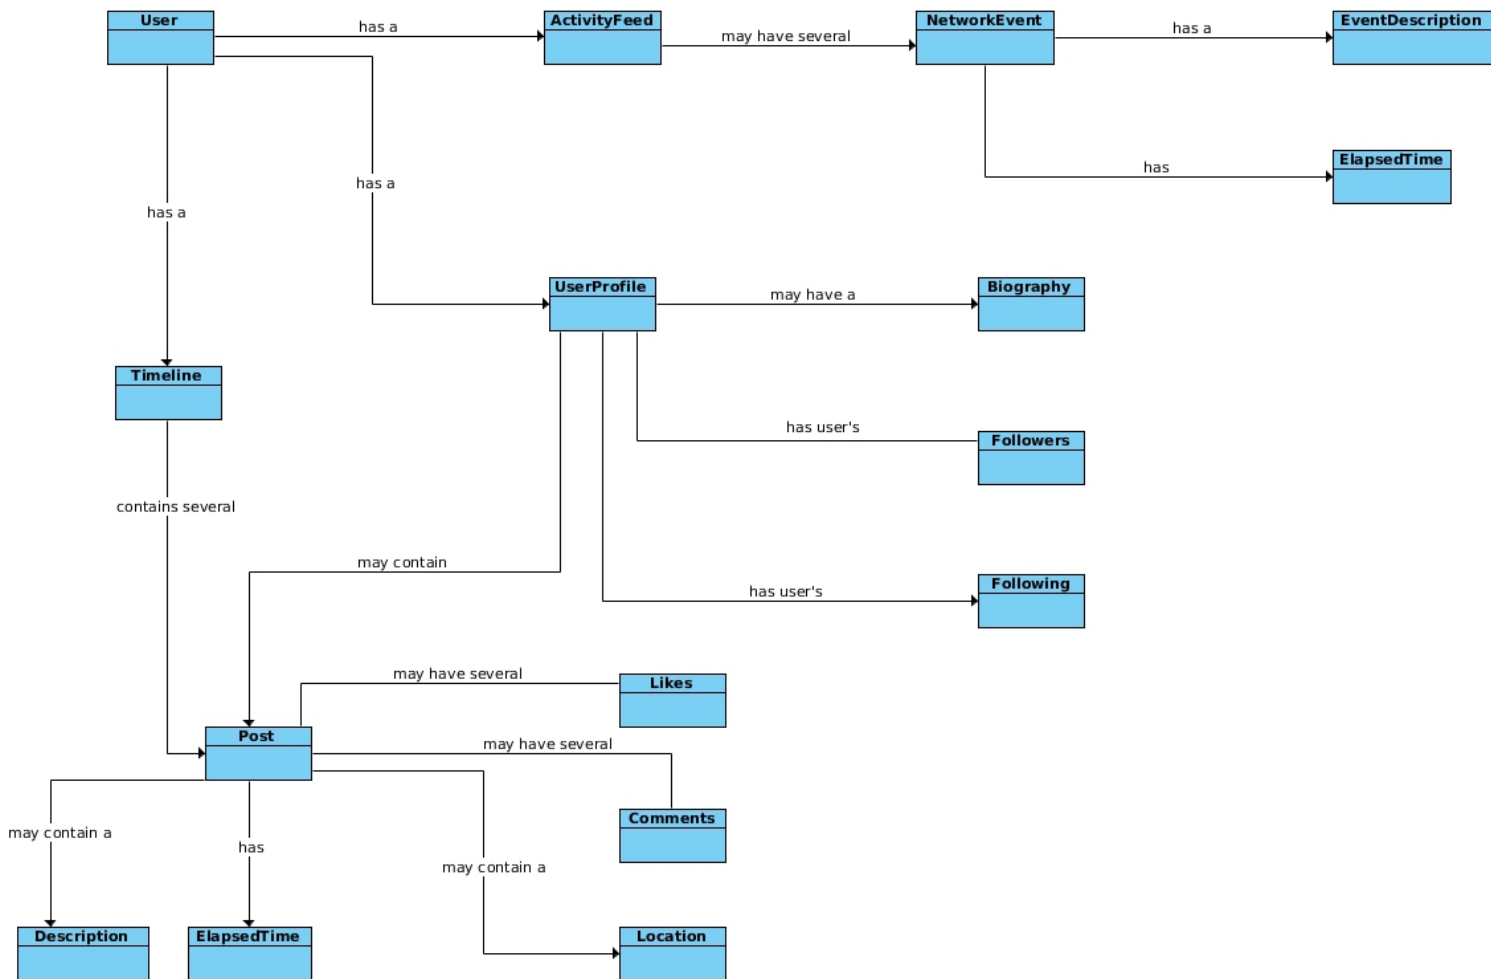 User
has a
ActivityFeed
may have several
NetworkEvent
has a
EventDescription
has
ElapsedTime
has a
has a
UserProfile
may have a
Biography
Timeline
has user's
Followers
contains several
may contain
has user's
Following
may have several
Likes
Post
may have several
may contain a
has
may contain a
Comments
Description
ElapsedTime
Location